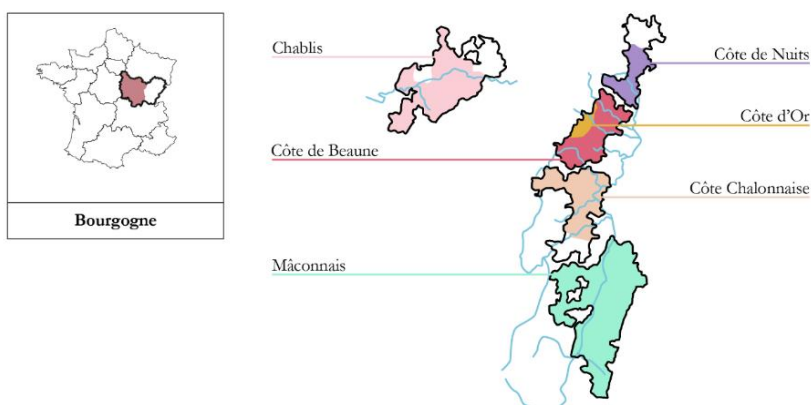 Bourgogne
Chablis
Côte de Nuits
Côte d'Or
Côte de Beaune
Côte Chalonnaise
Mâconnais